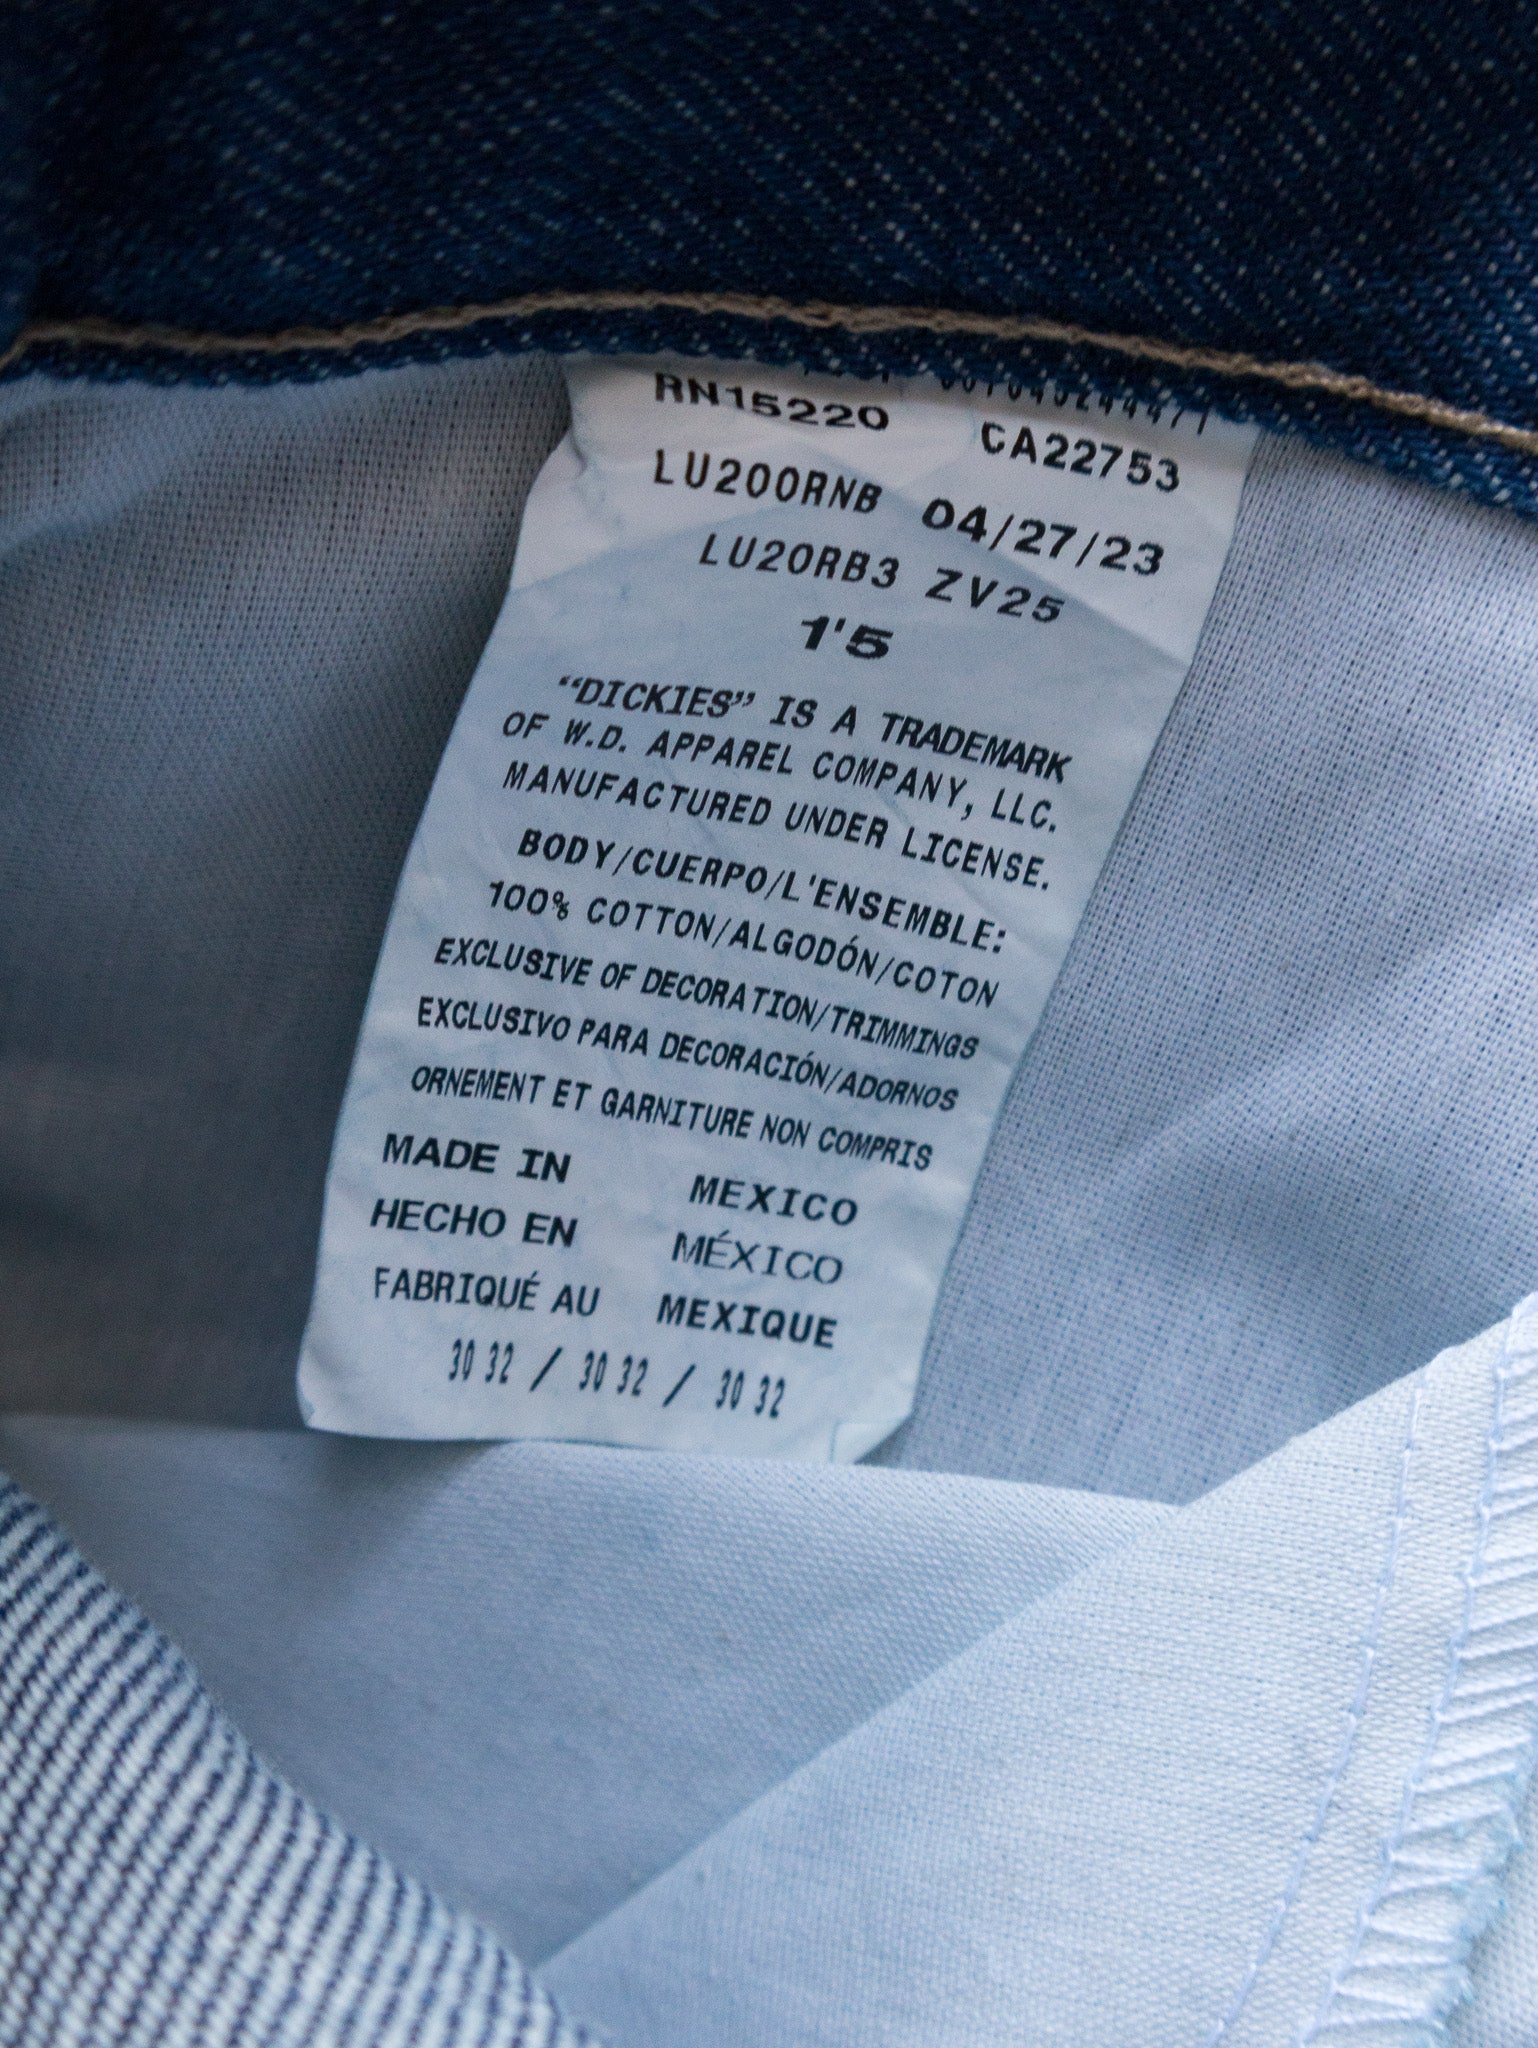 RN15220 CA22753
LU200RNB 04/27/23
LU20RB3 ZV25
1'5
“DICKIES” IS A TRADEMARK
OF W.D. APPAREL COMPANY, LLC.
MANUFACTURED UNDER LICENSE.
BODY/CUERPO/L'ENSEMBLE:
100% COTTON/ALGODÓN/COTON
EXCLUSIVE OF DECORATION/TRIMMINGS
EXCLUSIVO PARA DECORACIÓN/ADORNOS
ORNEMENT ET GARNITURE NON COMPRIS
MADE IN MEXICO
HECHO EN MÉXICO
FABRIQUÉ AU MEXIQUE
30 32 / 30 32 / 30 32